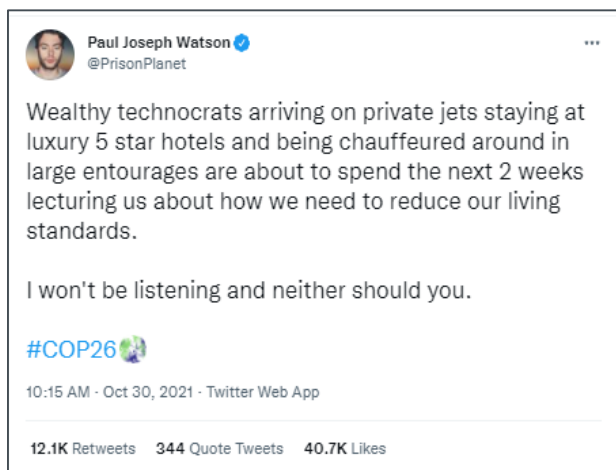 Paul Joseph Watson
@PrisonPlanet
Wealthy technocrats arriving on private jets staying at
luxury 5 star hotels and being chauffeured around in
large entourages are about to spend the next 2 weeks
lecturing us about how we need to reduce our living
standards.
I won't be listening and neither should you.
#COP26
10:15 AM · Oct 30, 2021 · Twitter Web App
12.1K Retweets 344 Quote Tweets 40.7K Likes